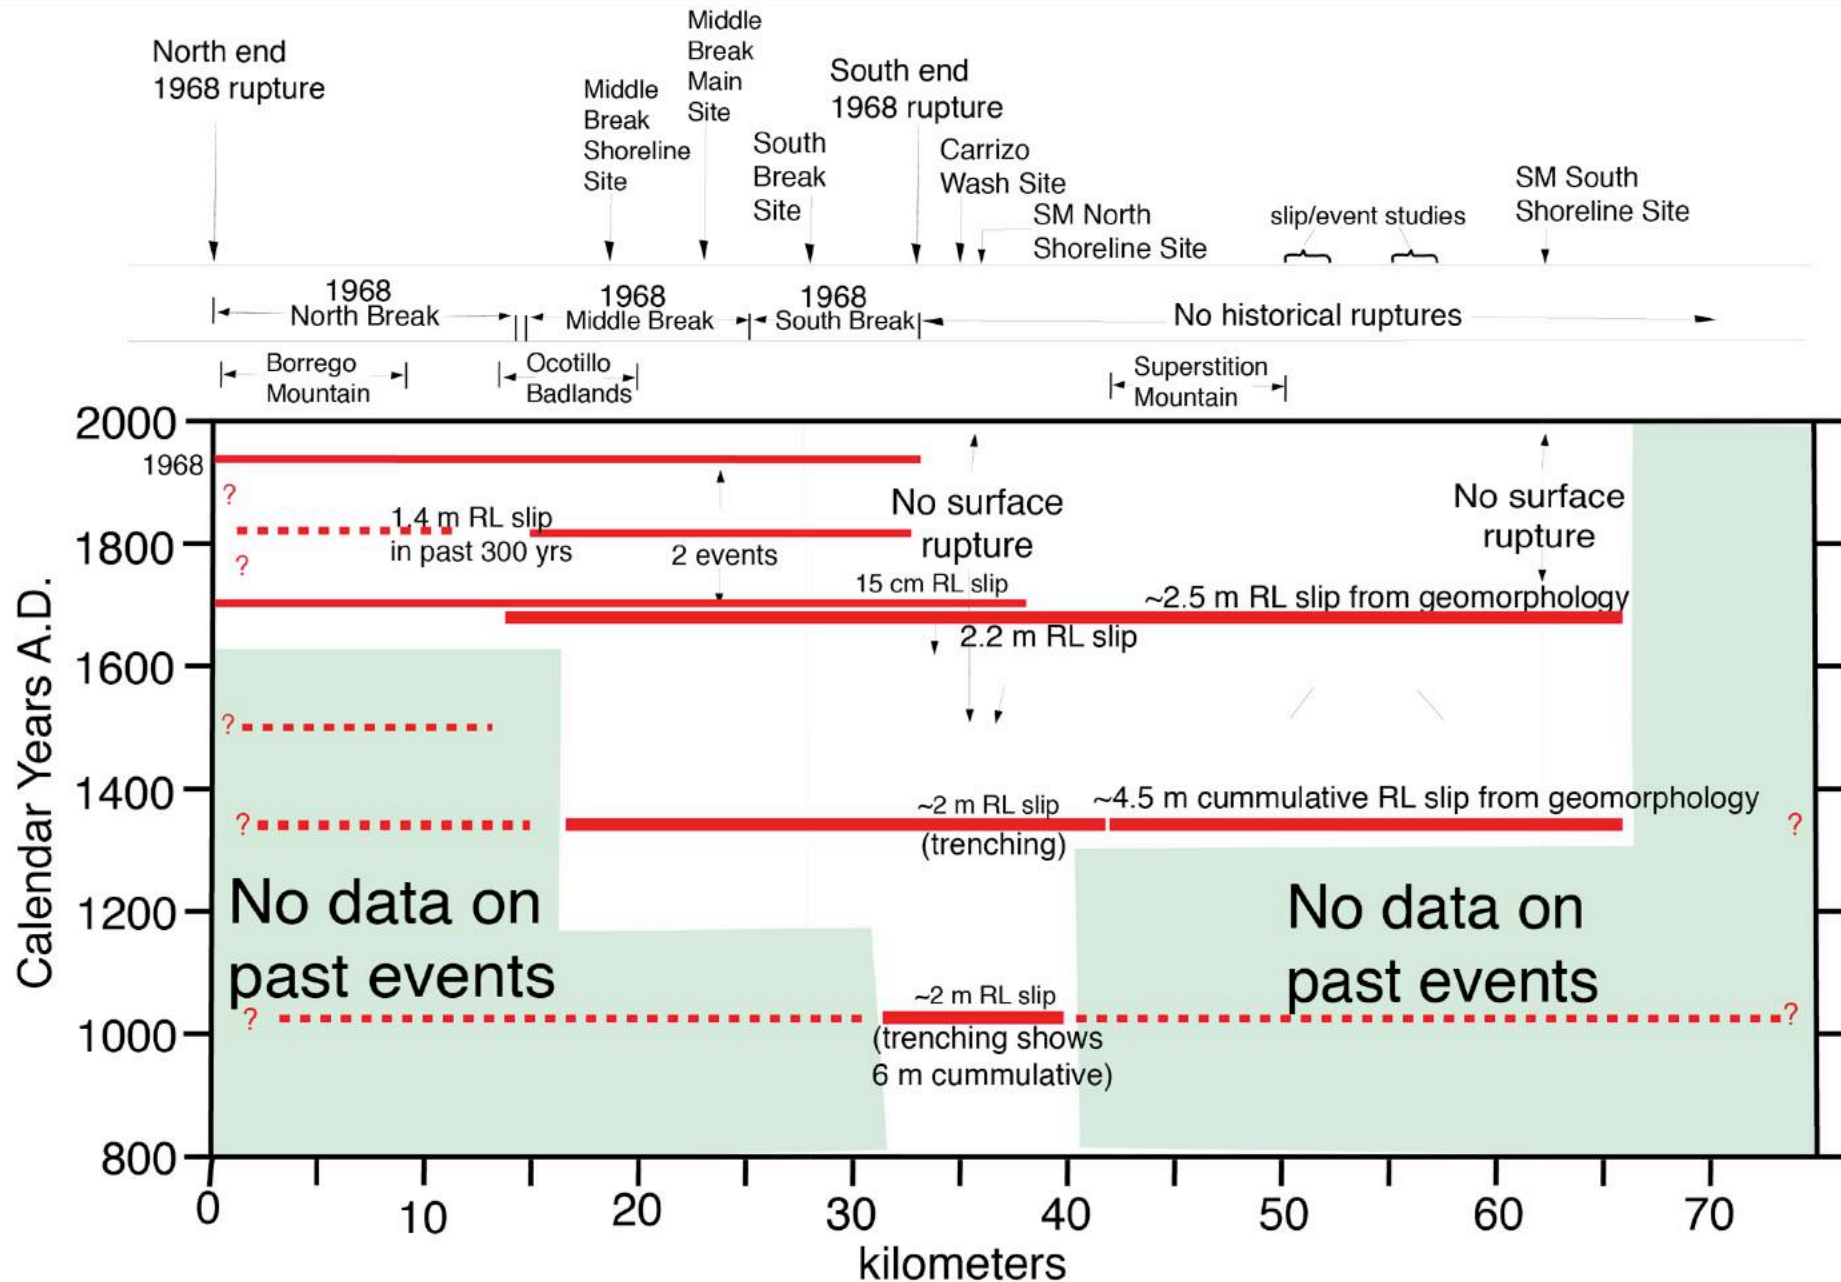 North end
1968 rupture
Middle
Break
Shoreline
Site
Middle
Break
Main
Site
South
Break
Site
South end
1968 rupture
Carrizo
Wash Site
SM North
Shoreline Site
slip/event studies
SM South
Shoreline Site
1968
North Break
1968
Middle Break
1968
South Break
No historical ruptures
Borrego
Mountain
Ocotillo
Badlands
Superstition
Mountain
Calendar Years A.D.
2000
1968
1800
1600
1400
1200
1000
800
?
1.4 m RL slip
in past 300 yrs
?
2 events
No surface
rupture
No surface
rupture
15 cm RL slip
~2.5 m RL slip from geomorphology
2.2 m RL slip
?
?
~2 m RL slip
(trenching)
~4.5 m cummulative RL slip from geomorphology
?
No data on
past events
No data on
past events
?
~2 m RL slip
(trenching shows
6 m cummulative)
?
0
10
20
30
40
50
60
70
kilometers